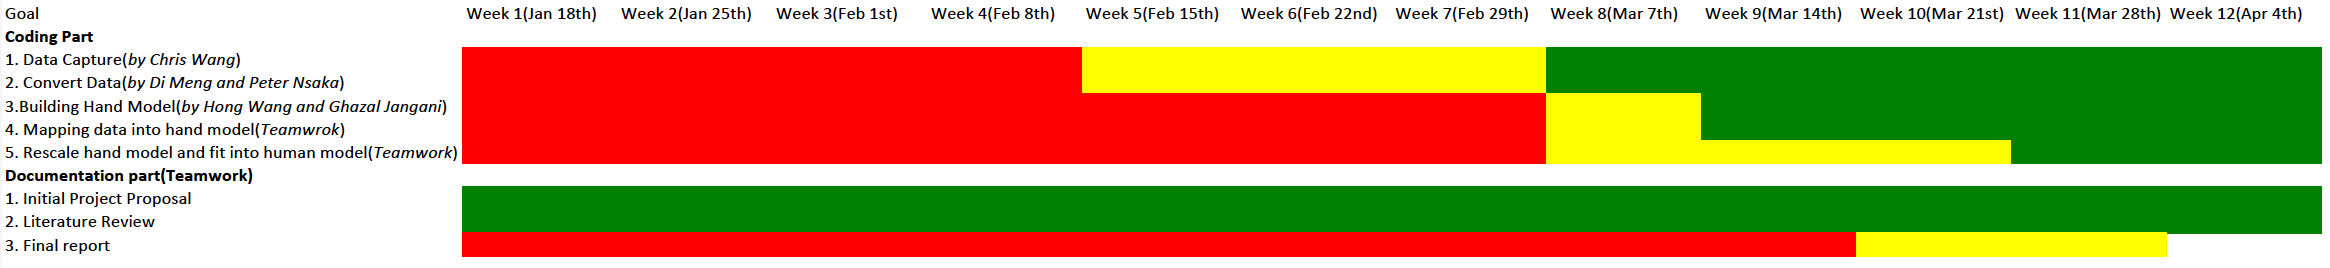 Goal Week 1(Jan 18th) Week 2(Jan 25th) Week 3(Feb 1st) Week 4(Feb 8th) Week 5(Feb 15th) Week 6(Feb 22nd) Week 7(Feb 29th) Week 8(Mar 7th) Week 9(Mar 14th) Week 10(Mar 21st) Week 11(Mar 28th) Week 12(Apr 4th)
Coding Part
1. Data Capture(by Chris Wang)
2. Convert Data(by Di Meng and Peter Nsaka)
3.Building Hand Model(by Hong Wang and Ghazal Jangani)
4. Mapping data into hand model(Teamwrok)
5. Rescale hand model and fit into human model(Teamwork)
Documentation part(Teamwork)
1. Initial Project Proposal
2. Literature Review
3. Final report